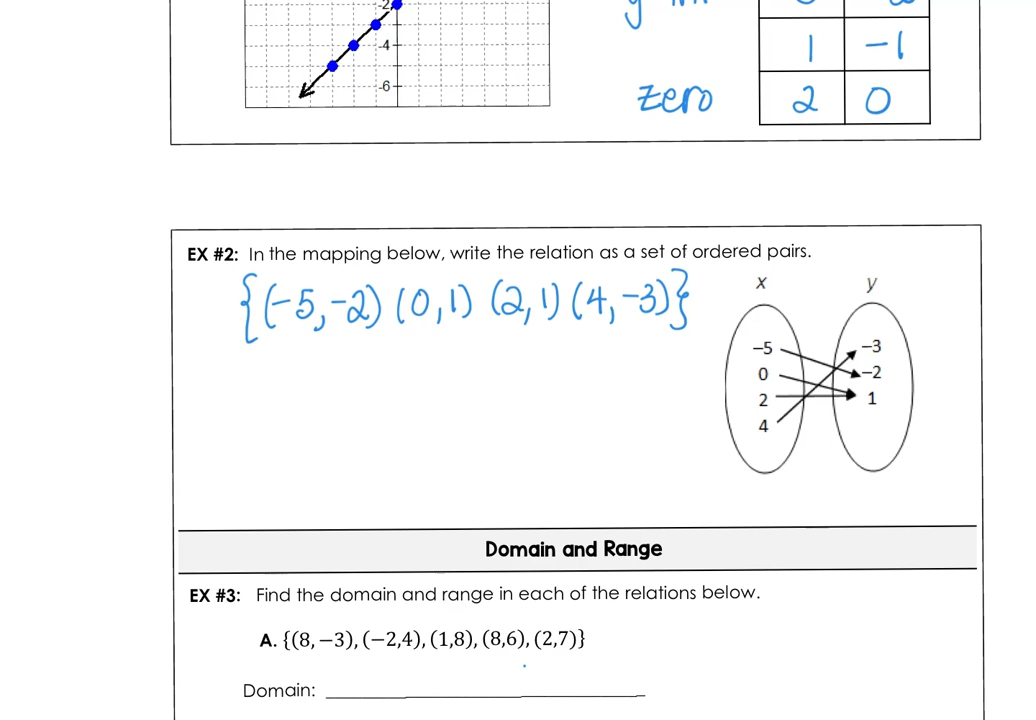 -2
-4
-6
1 -1
zero 2 0
EX #2: In the mapping below, write the relation as a set of ordered pairs.
{(-5,-2) (0,1) (2,1) (4,-3)}
x y
−5 −3
0 −2
2 1
4
Domain and Range
EX #3: Find the domain and range in each of the relations below.
A. {(8, −3), (−2,4), (1,8), (8,6), (2,7)}
Domain: ____________________